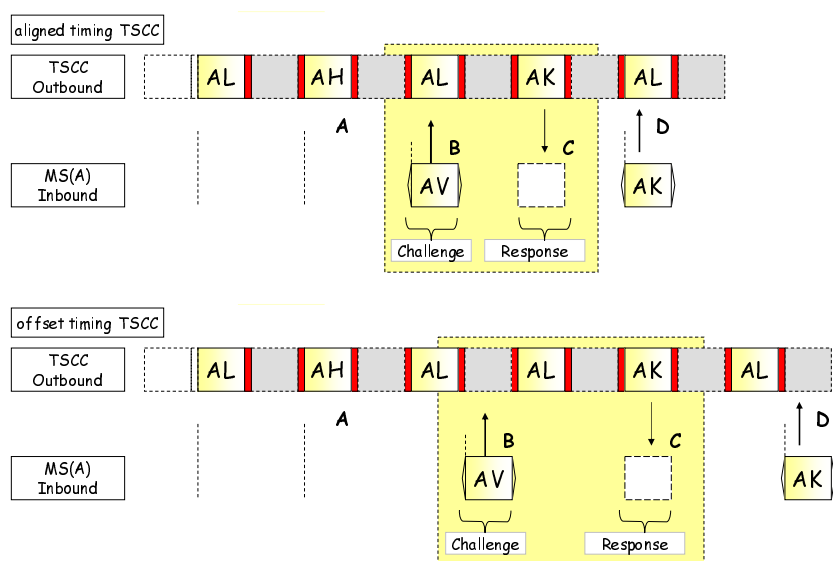 aligned timing TSCC
TSCC
Outbound
AL
AH
AL
AK
AL
A
B
C
D
MS(A)
Inbound
AV
AK
Challenge
Response
offset timing TSCC
TSCC
Outbound
AL
AH
AL
AL
AK
AL
A
B
C
D
MS(A)
Inbound
AV
AK
Challenge
Response